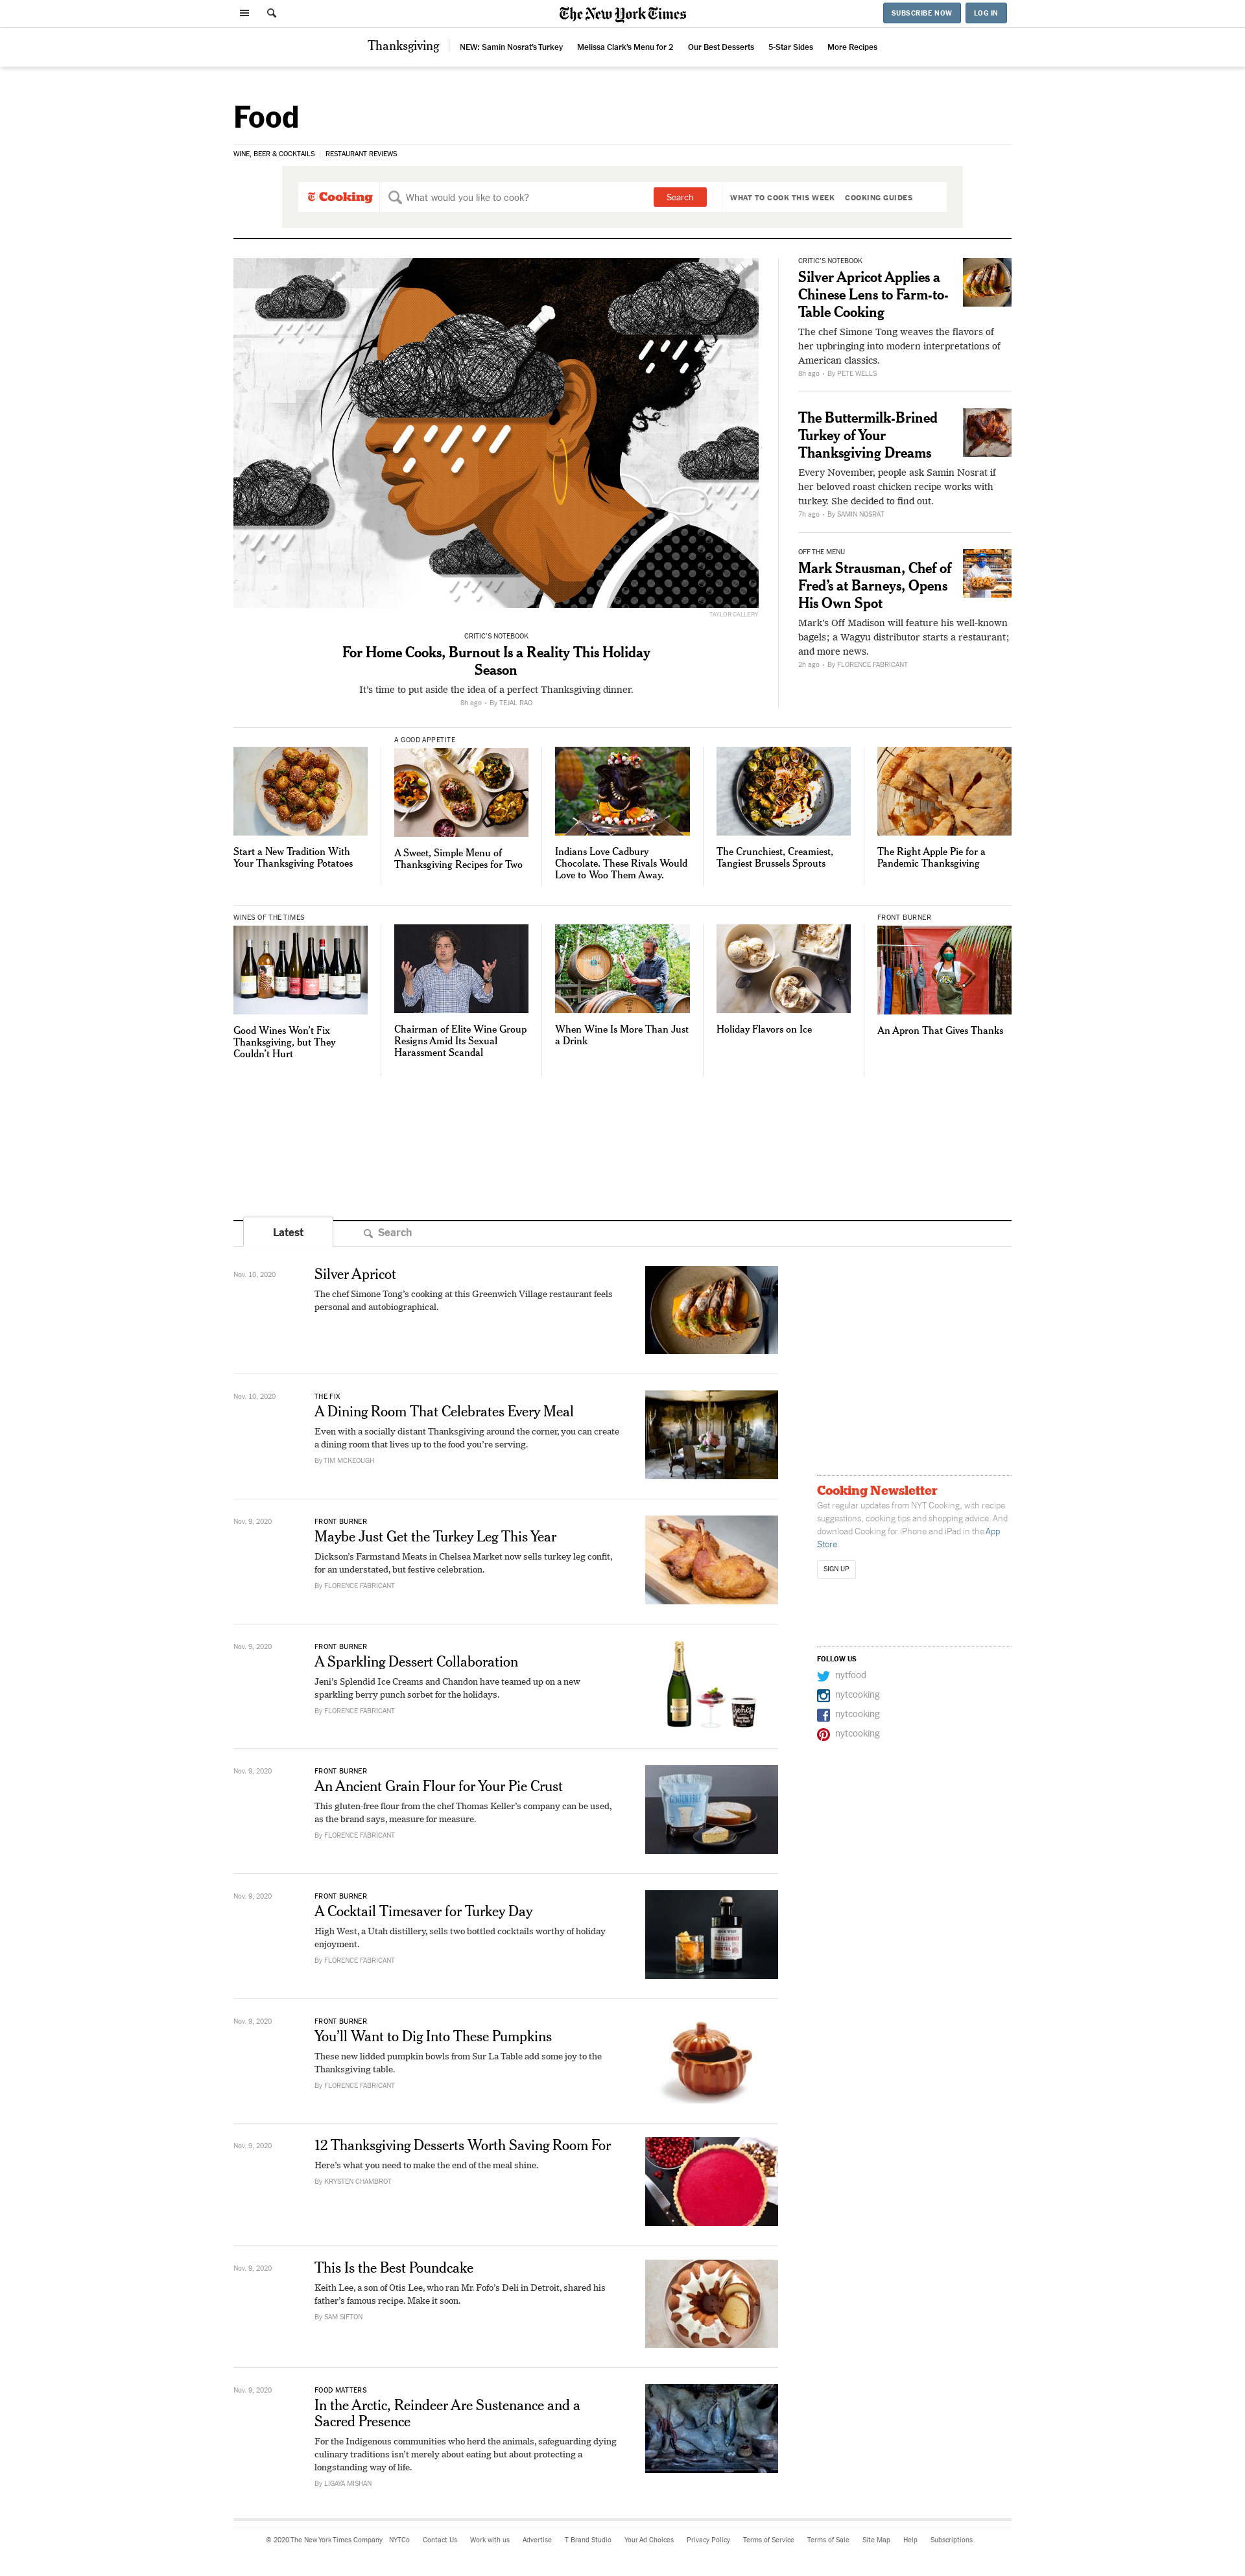 The New York Times
SUBSCRIBE NOW
LOG IN
Thanksgiving
NEW: Samin Nosrat's Turkey
Melissa Clark's Menu for 2
Our Best Desserts
5-Star Sides
More Recipes
Food
WINE, BEER & COCKTAILS
RESTAURANT REVIEWS
Cooking
What would you like to cook?
Search
WHAT TO COOK THIS WEEK
COOKING GUIDES
TAYLOR CALLERY
CRITIC'S NOTEBOOK
For Home Cooks, Burnout Is a Reality This Holiday
Season
It's time to put aside the idea of a perfect Thanksgiving dinner.
8h ago • By TEJAL RAO
CRITIC'S NOTEBOOK
Silver Apricot Applies a
Chinese Lens to Farm-to-
Table Cooking
The chef Simone Tong weaves the flavors of
her upbringing into modern interpretations of
American classics.
8h ago • By PETE WELLS
The Buttermilk-Brined
Turkey of Your
Thanksgiving Dreams
Every November, people ask Samin Nosrat if
her beloved roast chicken recipe works with
turkey. She decided to find out.
7h ago • By SAMIN NOSRAT
OFF THE MENU
Mark Strausman, Chef of
Fred's at Barneys, Opens
His Own Spot
Mark's Off Madison will feature his well-known
bagels; a Wagyu distributor starts a restaurant;
and more news.
2h ago • By FLORENCE FABRICANT
Start a New Tradition With
Your Thanksgiving Potatoes
A GOOD APPETITE
A Sweet, Simple Menu of
Thanksgiving Recipes for Two
Indians Love Cadbury
Chocolate. These Rivals Would
Love to Woo Them Away.
The Crunchiest, Creamiest,
Tangiest Brussels Sprouts
The Right Apple Pie for a
Pandemic Thanksgiving
WINES OF THE TIMES
Good Wines Won't Fix
Thanksgiving, but They
Couldn't Hurt
Chairman of Elite Wine Group
Resigns Amid Its Sexual
Harassment Scandal
When Wine Is More Than Just
a Drink
Holiday Flavors on Ice
FRONT BURNER
An Apron That Gives Thanks
Latest
Search
Nov. 10, 2020
Silver Apricot
The chef Simone Tong's cooking at this Greenwich Village restaurant feels
personal and autobiographical.
Nov. 10, 2020
THE FIX
A Dining Room That Celebrates Every Meal
Even with a socially distant Thanksgiving around the corner, you can create
a dining room that lives up to the food you're serving.
By TIM MCKEOUGH
Nov. 9, 2020
FRONT BURNER
Maybe Just Get the Turkey Leg This Year
Dickson's Farmstand Meats in Chelsea Market now sells turkey leg confit,
for an understated, but festive celebration.
By FLORENCE FABRICANT
Nov. 9, 2020
FRONT BURNER
A Sparkling Dessert Collaboration
Jeni's Splendid Ice Creams and Chandon have teamed up on a new
sparkling berry punch sorbet for the holidays.
By FLORENCE FABRICANT
Nov. 9, 2020
FRONT BURNER
An Ancient Grain Flour for Your Pie Crust
This gluten-free flour from the chef Thomas Keller's company can be used,
as the brand says, measure for measure.
By FLORENCE FABRICANT
Nov. 9, 2020
FRONT BURNER
A Cocktail Timesaver for Turkey Day
High West, a Utah distillery, sells two bottled cocktails worthy of holiday
enjoyment.
By FLORENCE FABRICANT
Nov. 9, 2020
FRONT BURNER
You'll Want to Dig Into These Pumpkins
These new lidded pumpkin bowls from Sur La Table add some joy to the
Thanksgiving table.
By FLORENCE FABRICANT
Nov. 9, 2020
12 Thanksgiving Desserts Worth Saving Room For
Here's what you need to make the end of the meal shine.
By KRYSTEN CHAMBROT
Nov. 9, 2020
This Is the Best Poundcake
Keith Lee, a son of Otis Lee, who ran Mr. Fofo's Deli in Detroit, shared his
father's famous recipe. Make it soon.
By SAM SIFTON
Nov. 9, 2020
FOOD MATTERS
In the Arctic, Reindeer Are Sustenance and a
Sacred Presence
For the Indigenous communities who herd the animals, safeguarding dying
culinary traditions isn't merely about eating but about protecting a
longstanding way of life.
By LIGAYA MISHAN
Cooking Newsletter
Get regular updates from NYT Cooking, with recipe
suggestions, cooking tips and shopping advice. And
download Cooking for iPhone and iPad in the App
Store.
SIGN UP
FOLLOW US
nytfood
nytcooking
nytcooking
nytcooking
© 2020 The New York Times Company
NYTCo
Contact Us
Work with us
Advertise
T Brand Studio
Your Ad Choices
Privacy Policy
Terms of Service
Terms of Sale
Site Map
Help
Subscriptions